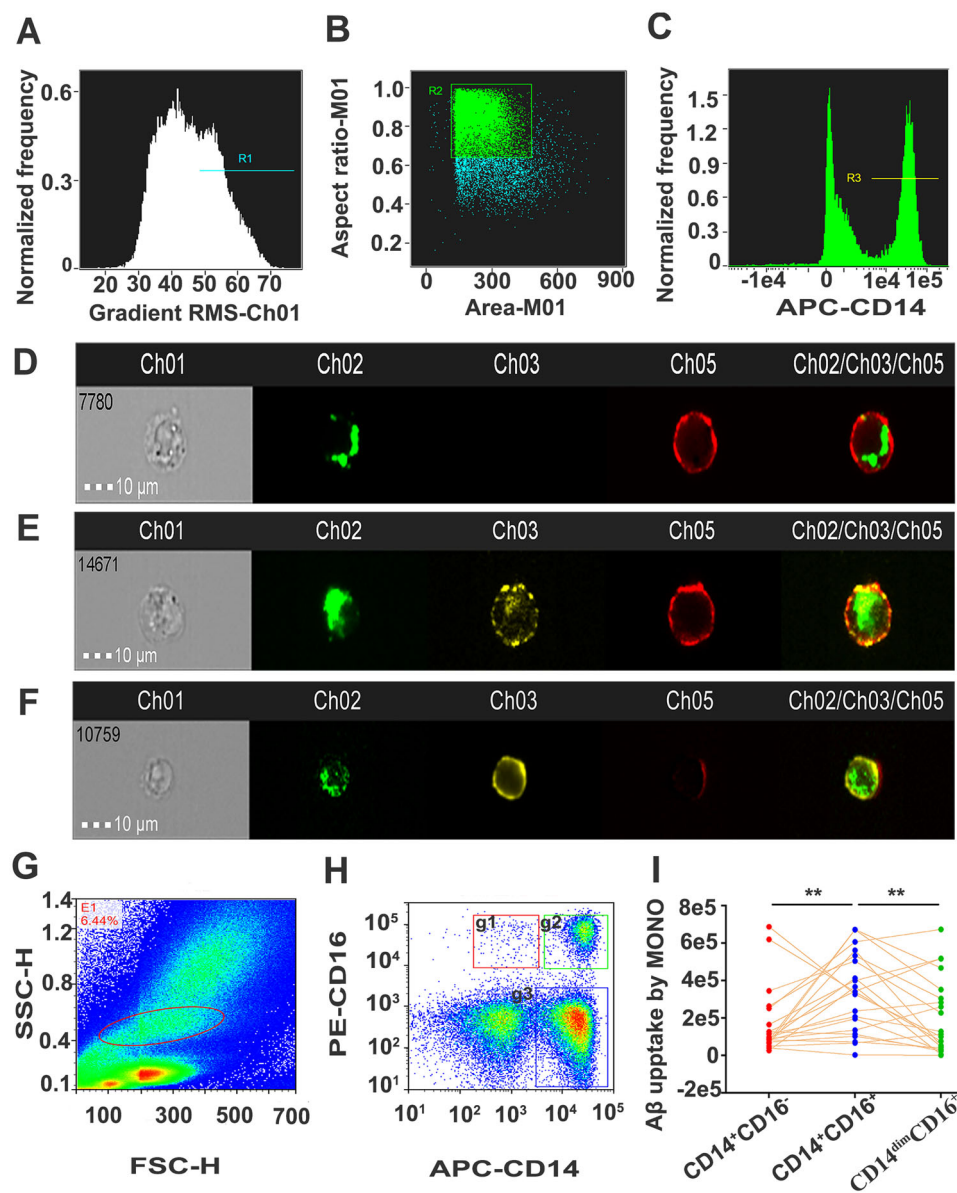 A
Normalized frequency
0.6
0.3
0
R1
20 30 40 50 60 70
Gradient RMS-Ch01
B
Aspect ratio-M01
1.0
0.8
0.6
0.4
0.2
R2
0 300 600 900
Area-M01
C
Normalized frequency
1.5
1.2
0.9
0.6
0.3
0
R3
-1e4 0 1e4 1e5
APC-CD14
D
Ch01 Ch02 Ch03 Ch05 Ch02/Ch03/Ch05
7780
10 µm
E
Ch01 Ch02 Ch03 Ch05 Ch02/Ch03/Ch05
14671
10 µm
F
Ch01 Ch02 Ch03 Ch05 Ch02/Ch03/Ch05
10759
10 µm
G
SSC-H
1.4
1.2
0.8
0.4
0.1
E1
6.44%
100 300 500 700
FSC-H
H
PE-CD16
10⁵
10⁴
10³
10²
10¹
g1
g2
g3
10¹ 10² 10³ 10⁴ 10⁵
APC-CD14
I
Aβ upptake by MONO
8e5
6e5
4e5
2e5
0
-2e5
** **
CD14⁺CD16⁻
CD14⁺CD16⁺
CD14ᵈⁱᵐCD16⁺